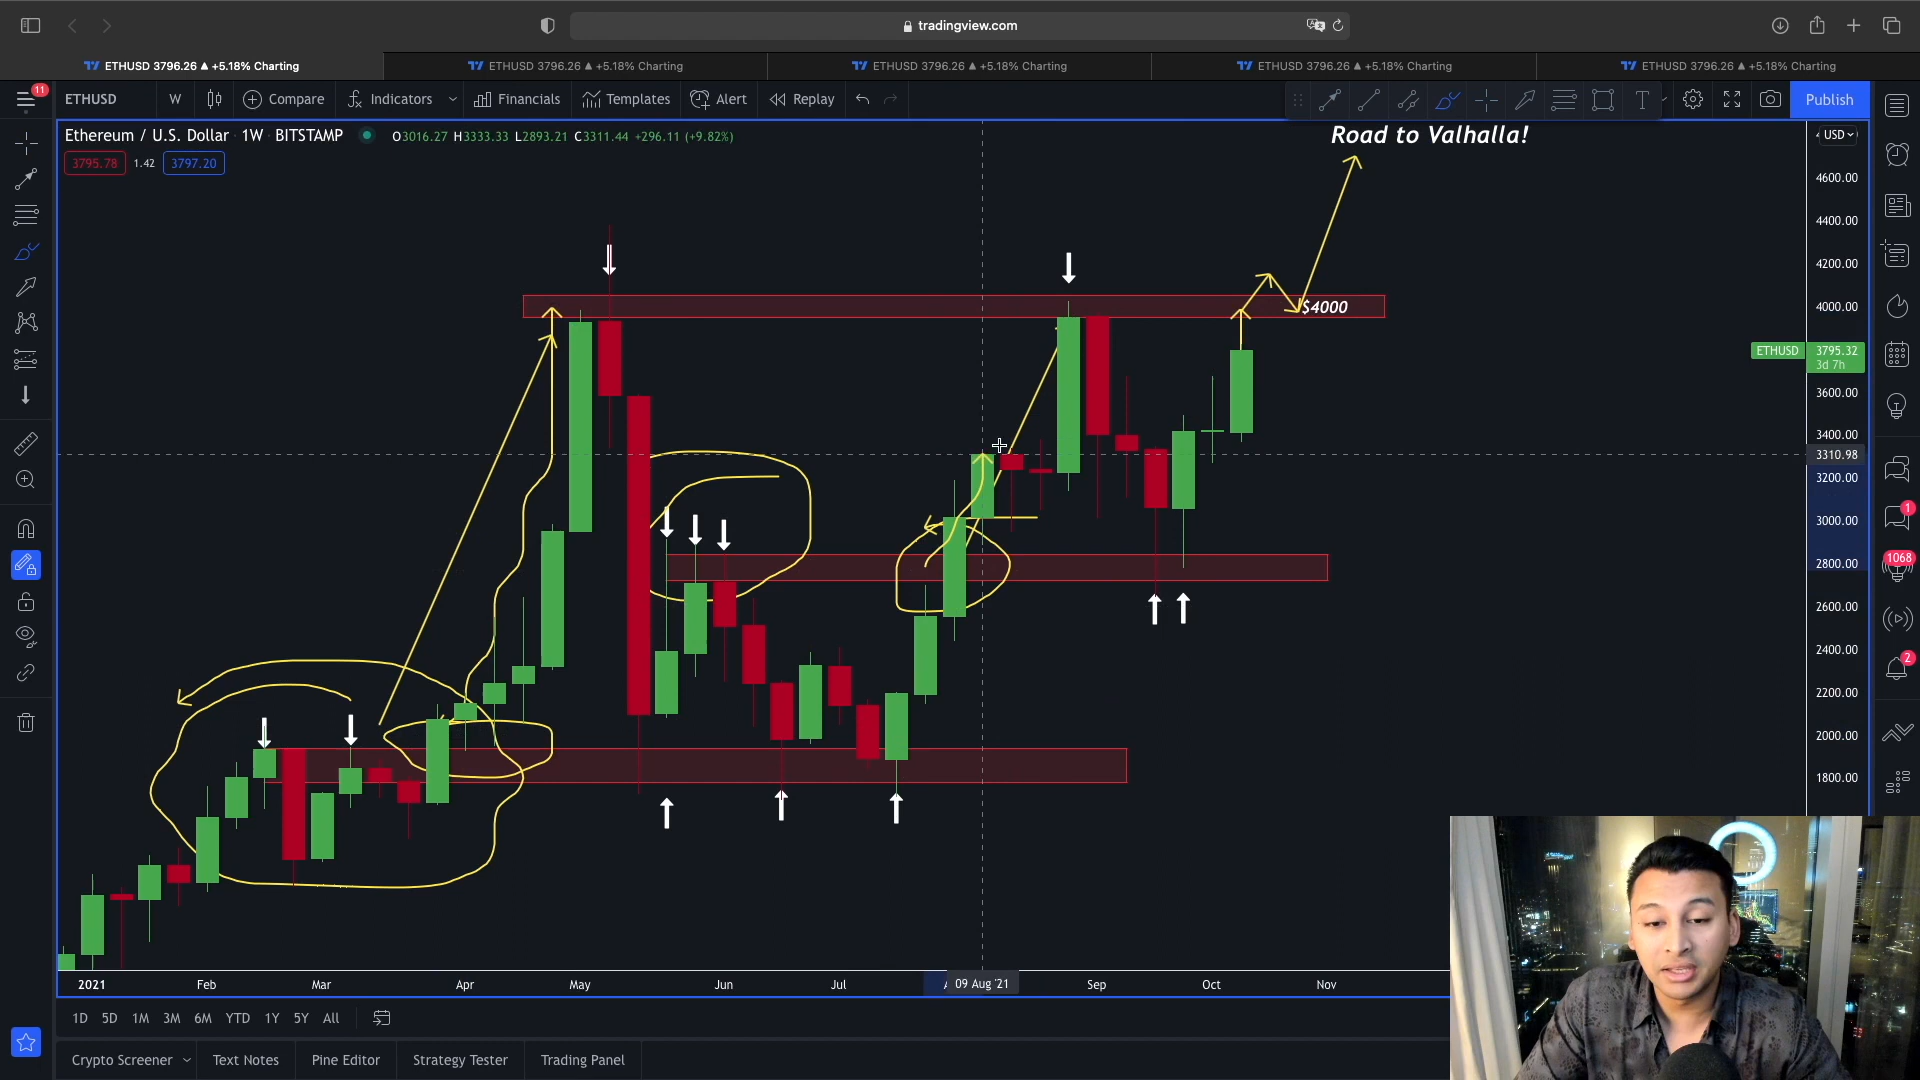 tradingview.com
ETHUSD 3796.26 ▲ +5.18% Charting
ETHUSD 3796.26 ▲ +5.18% Charting
ETHUSD 3796.26 ▲ +5.18% Charting
ETHUSD 3796.26 ▲ +5.18% Charting
ETHUSD 3796.26 ▲ +5.18% Charting
11
ETHUSD W Compare Indicators Financials Templates Alert Replay Publish
Ethereum / U.S. Dollar 1W BITSTAMP O3016.27 H3333.33 L2893.21 C3311.44 +296.11 (+9.82%)
3795.78 1.42 3797.20
Road to Valhalla!
USD
4600.00
4400.00
4200.00
4000.00
$4000
ETHUSD 3795.32
3d 7h
3600.00
3400.00
3310.98
3200.00
3000.00
2800.00
2600.00
2400.00
2200.00
2000.00
1800.00
1
1068
2
2021 Feb Mar Apr May Jun Jul 09 Aug '21 Sep Oct Nov
1D 5D 1M 3M 6M YTD 1Y 5Y All
Crypto Screener Text Notes Pine Editor Strategy Tester Trading Panel